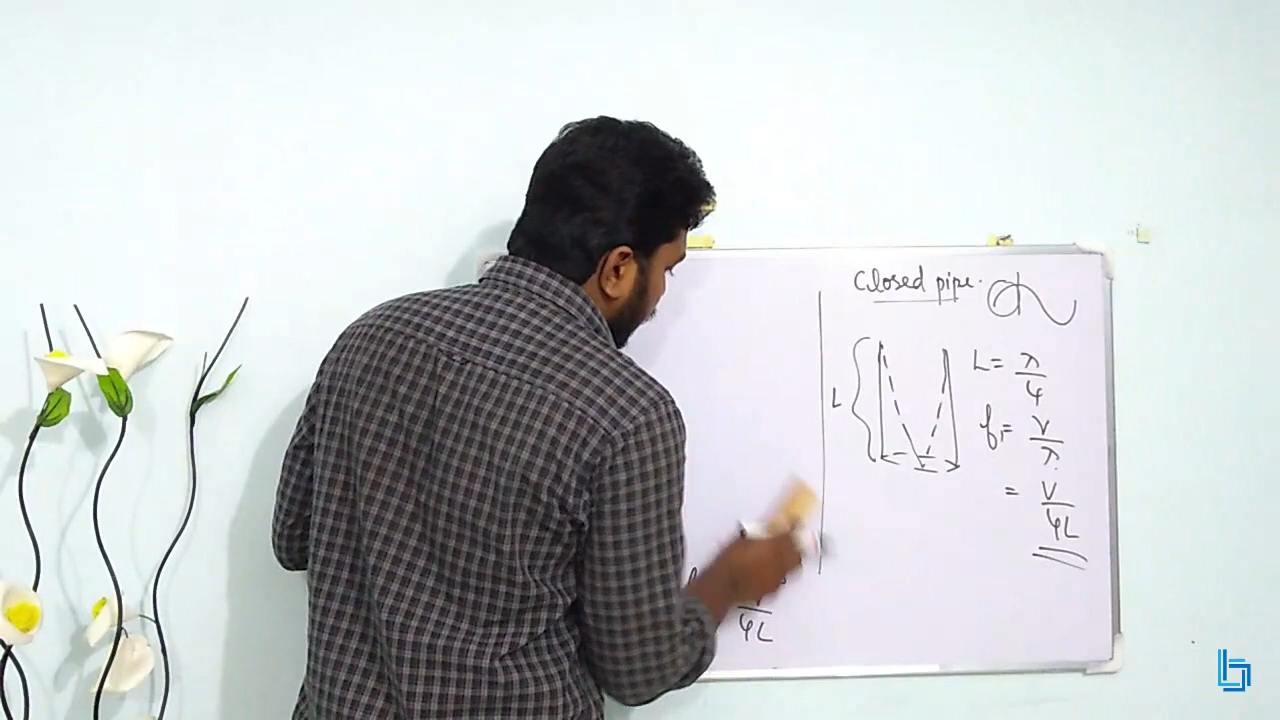 Closed pipe.
L
L = λ/4
f₁ = v/λ.
= v/4L
4L